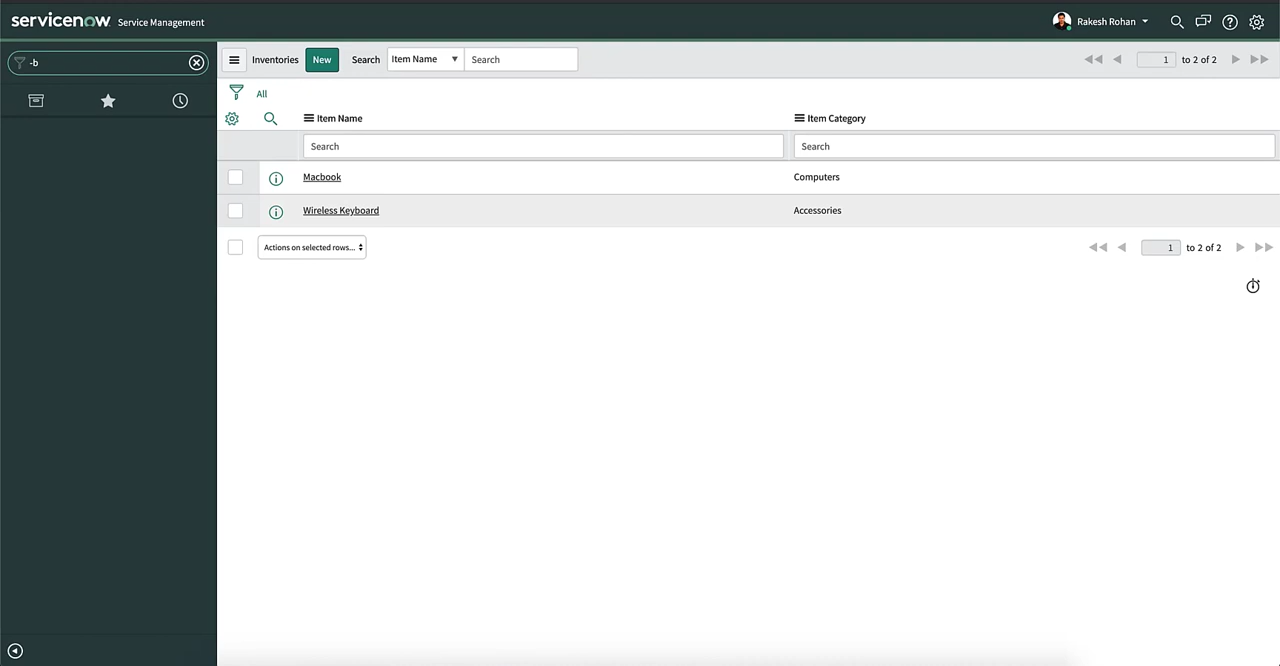 servicenow Service Management
Rakesh Rohan
-b
Inventories New Search Item Name Search
1 to 2 of 2
All
Item Name Item Category
Search Search
Macbook Computers
Wireless Keyboard Accessories
Actions on selected rows... 1 to 2 of 2